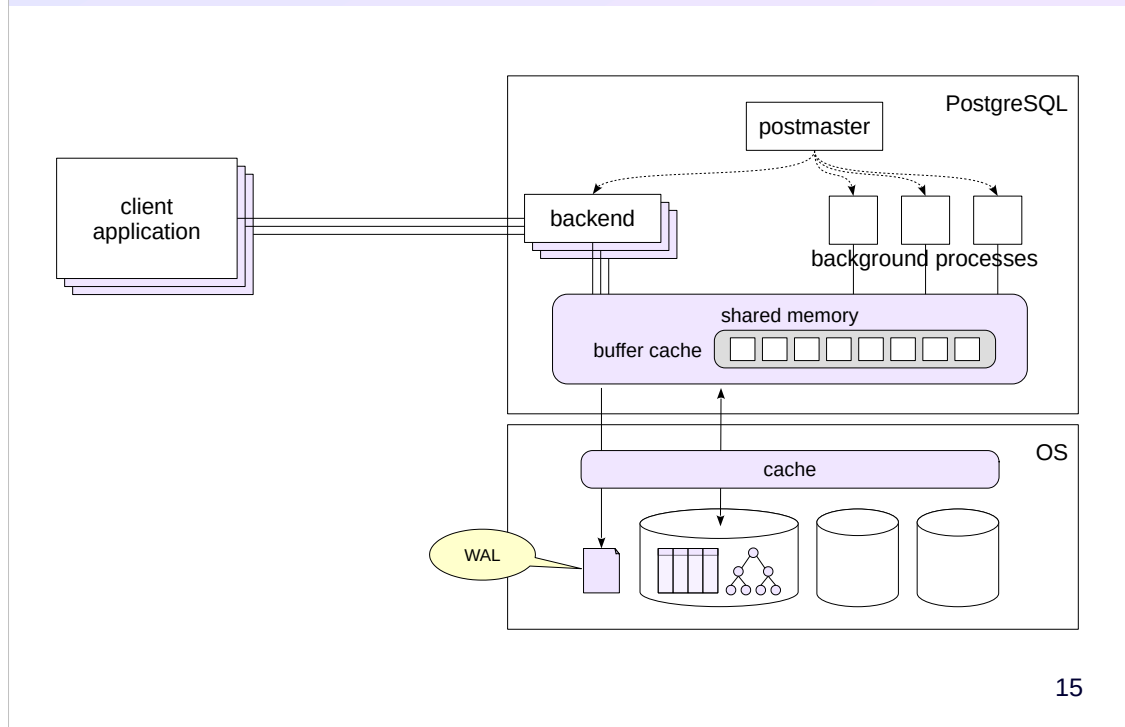 PostgreSQL
postmaster
client
application
backend
background processes
shared memory
buffer cache
OS
cache
WAL
15